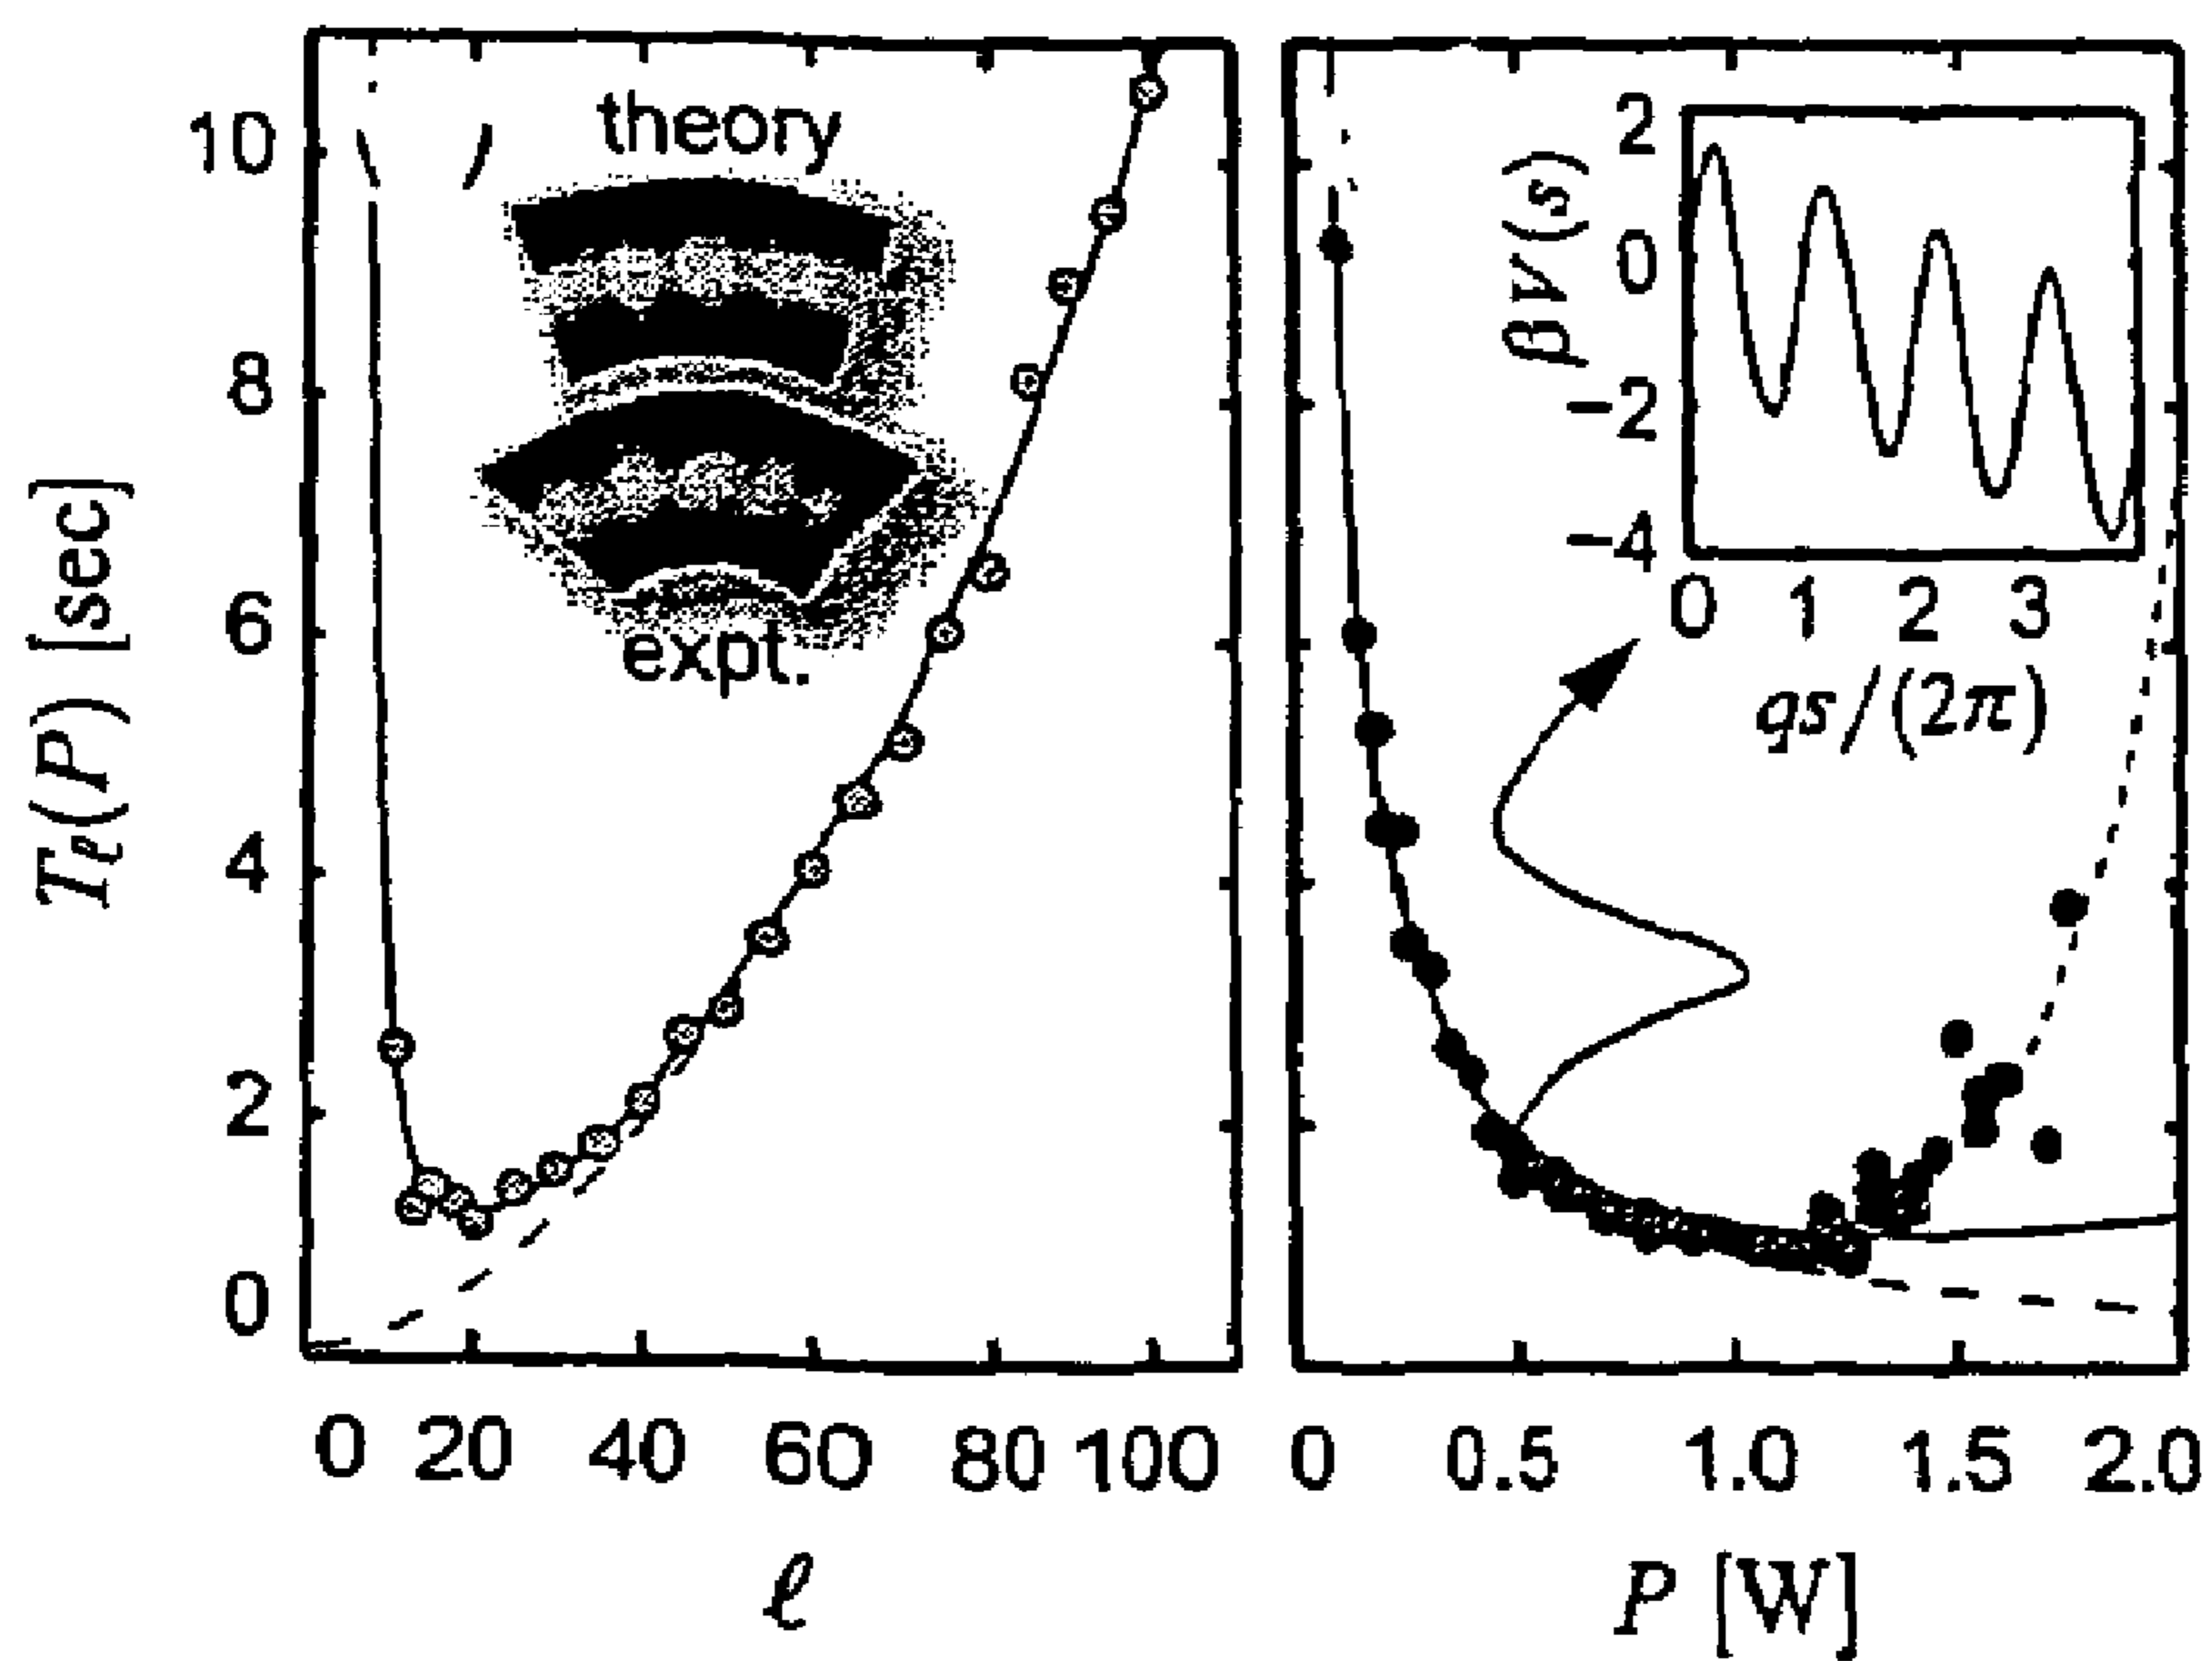 T_ℓ(P) [sec]
10
8
6
4
2
0
theory
expt.
0 20 40 60 80 100
ℓ
βV(s)
2
0
−2
−4
0 1 2 3
qs/(2π)
0 0.5 1.0 1.5 2.0
P [W]